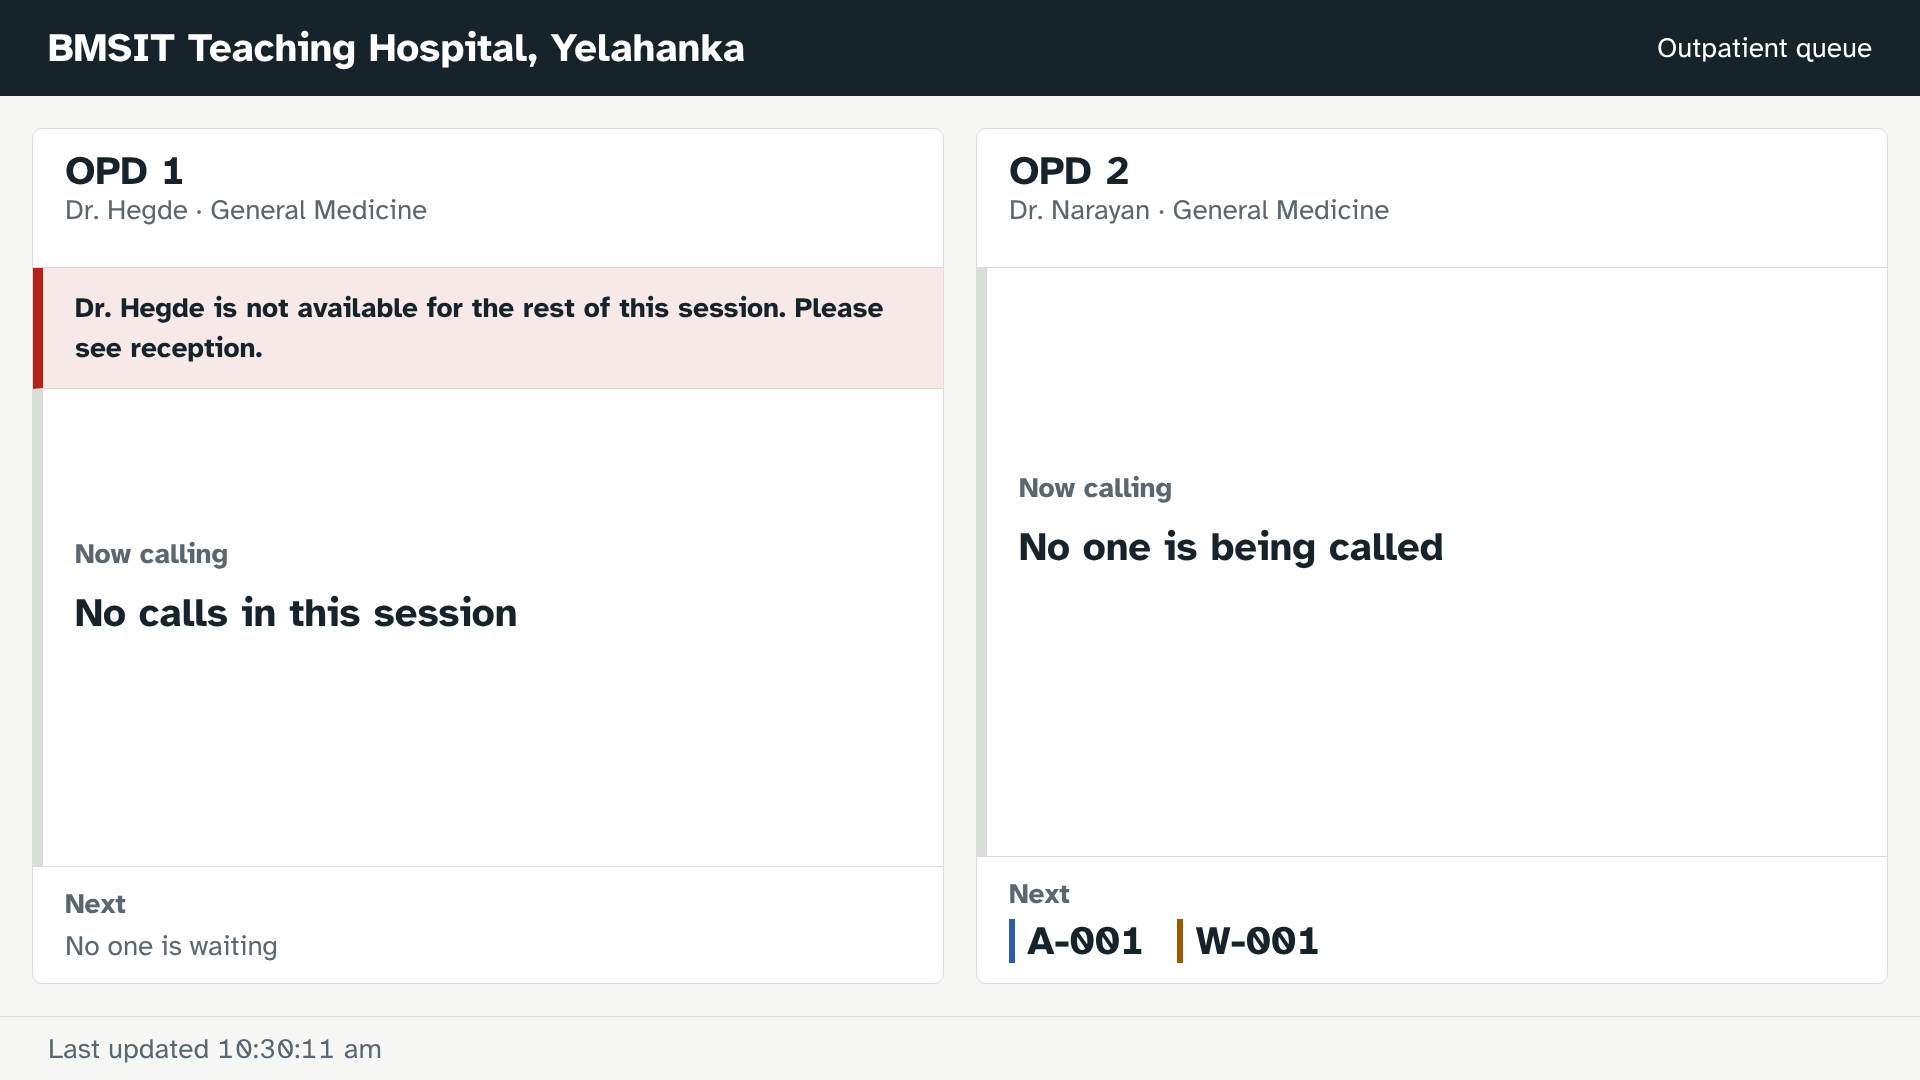 BMSIT Teaching Hospital, Yelahanka
Outpatient queue
OPD 1
Dr. Hegde · General Medicine
Dr. Hegde is not available for the rest of this session. Please
see reception.
Now calling
No calls in this session
Next
No one is waiting
OPD 2
Dr. Narayan · General Medicine
Now calling
No one is being called
Next
A-001 W-001
Last updated 10:30:11 am